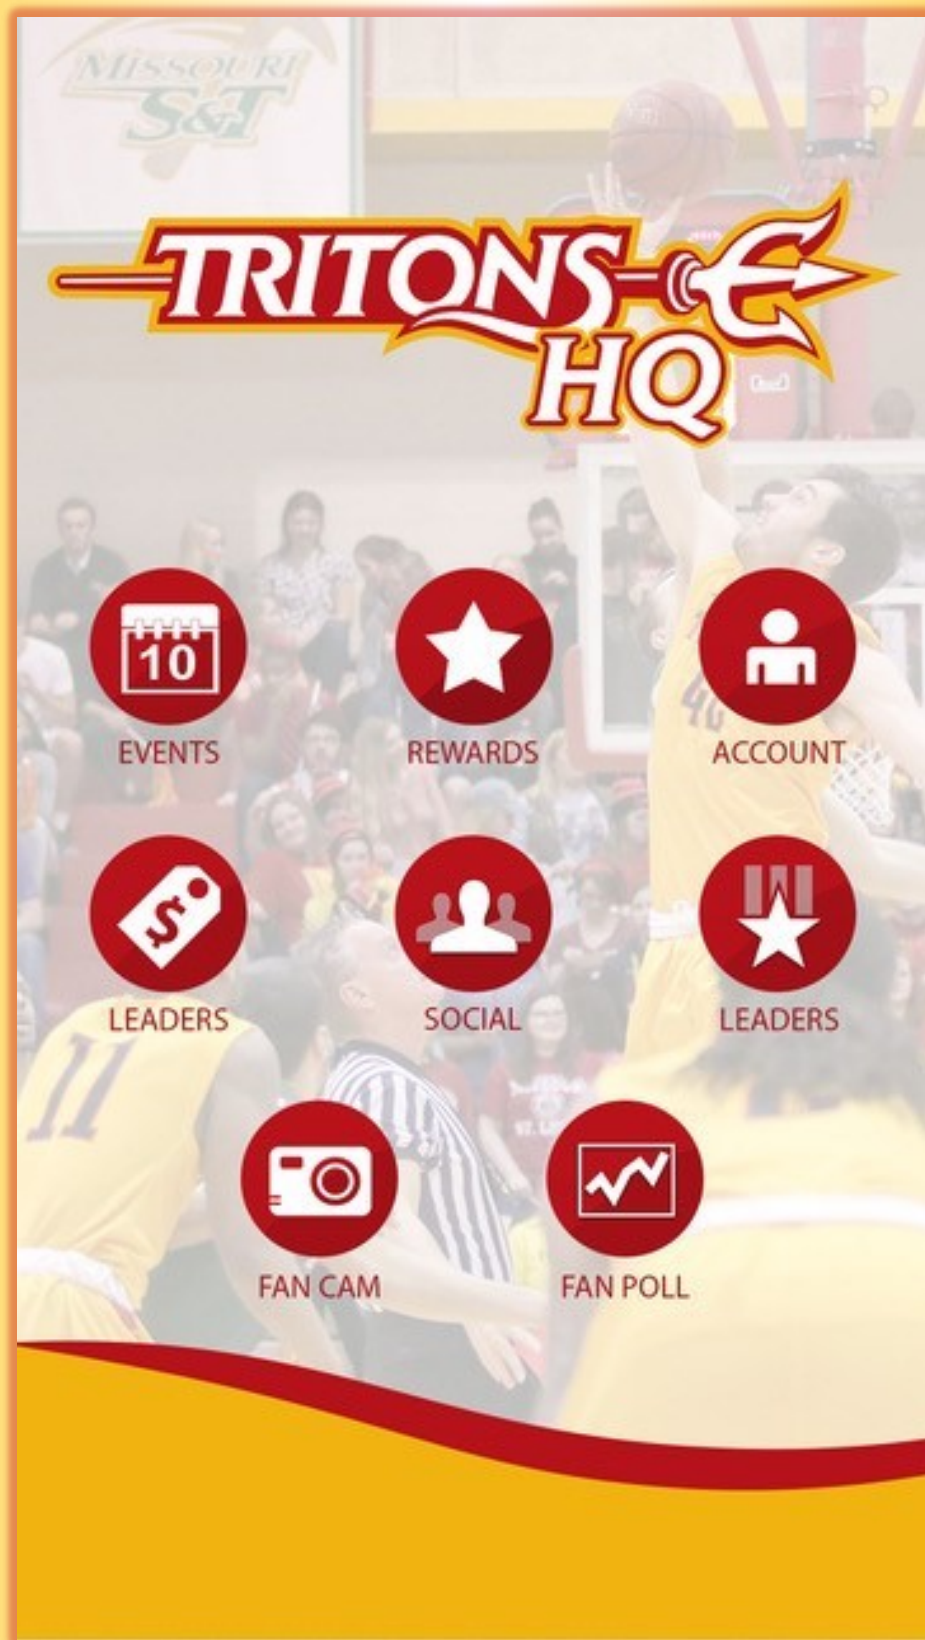 MISSOURI
S&T
TRITONS
HQ
10
EVENTS
REWARDS
ACCOUNT
$
LEADERS
SOCIAL
LEADERS
11
FAN CAM
FAN POLL